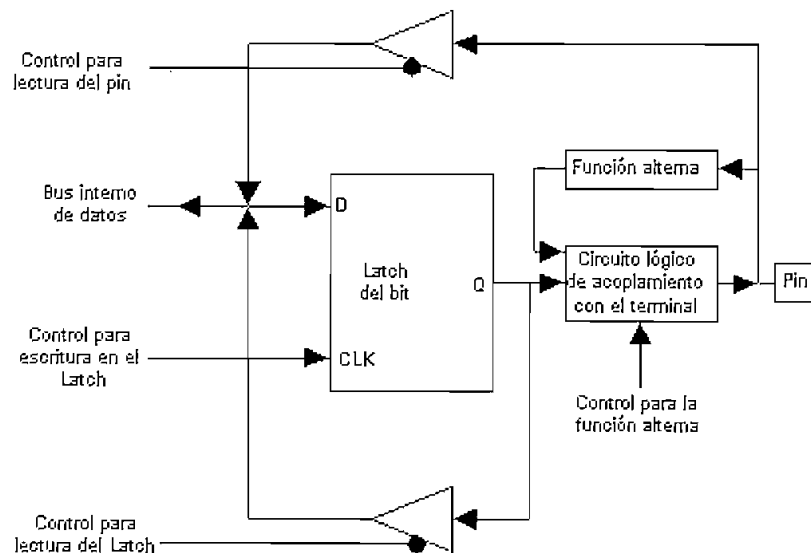 Control para
lectura del pin
Función alterna
Bus interno
de datos
D
Latch
del bit
Q
Circuito lógico
de acoplamiento
con el terminal
Pin
Control para
escritura en el
Latch
CLK
Control para la
función alterna
Control para
lectura del Latch